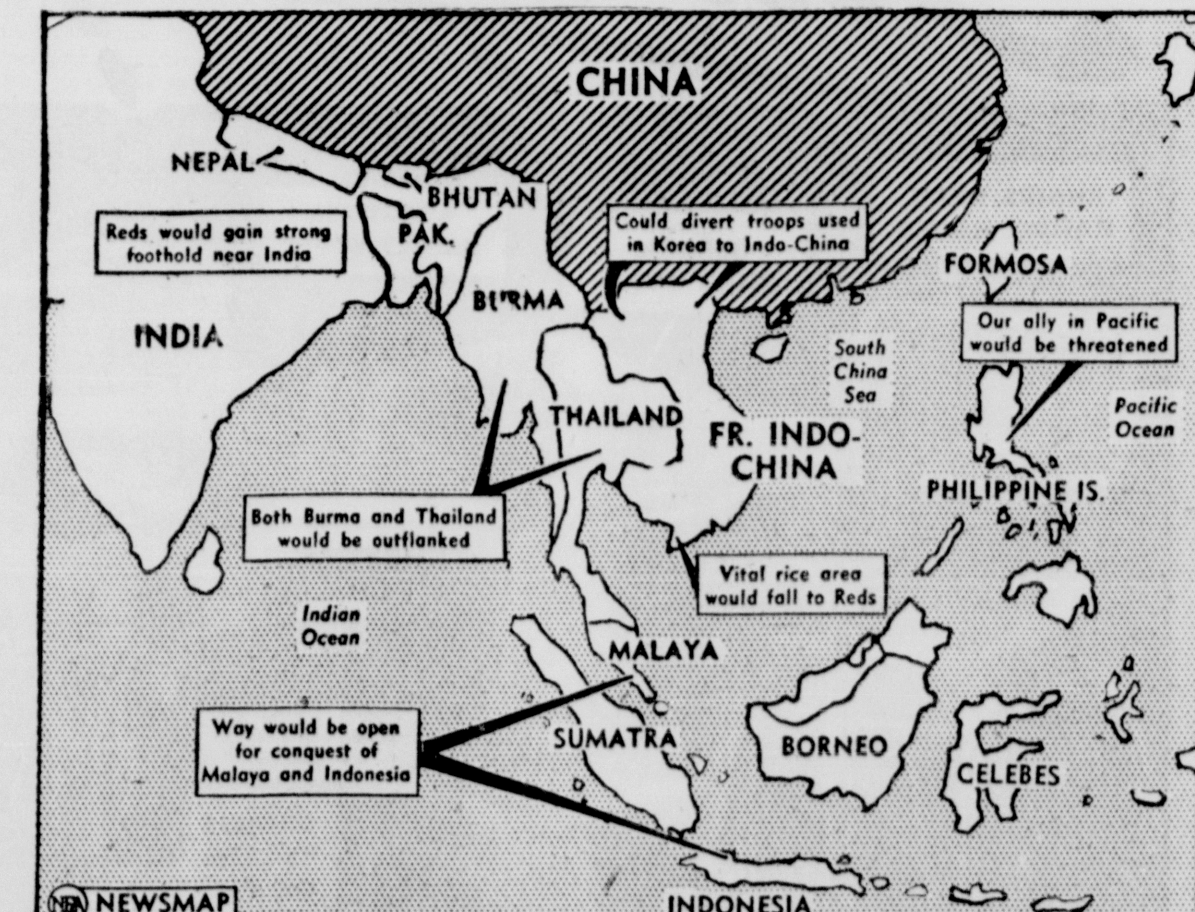 CHINA
NEPAL
BHUTAN
Reds would gain strong
foothold near India
PAK.
Could divert troops used
in Korea to Indo-China
FORMOSA
BURMA
INDIA
Our ally in Pacific
would be threatened
South
China
Sea
Pacific
Ocean
THAILAND
FR. INDO-
CHINA
PHILIPPINE IS.
Both Burma and Thailand
would be outflanked
Vital rice area
would fall to Reds
Indian
Ocean
MALAYA
Way would be open
for conquest of
Malaya and Indonesia
SUMATRA
BORNEO
CELEBES
NEA NEWSMAP
INDONESIA